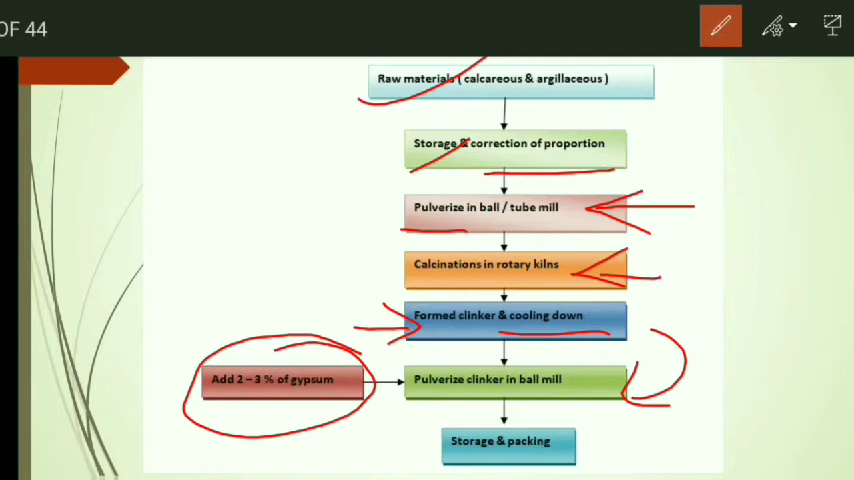 OF 44
Raw materials ( calcareous & argillaceous )
Storage & correction of proportion
Pulverize in ball / tube mill
Calcinations in rotary kilns
Formed clinker & cooling down
Add 2 – 3 % of gypsum
Pulverize clinker in ball mill
Storage & packing